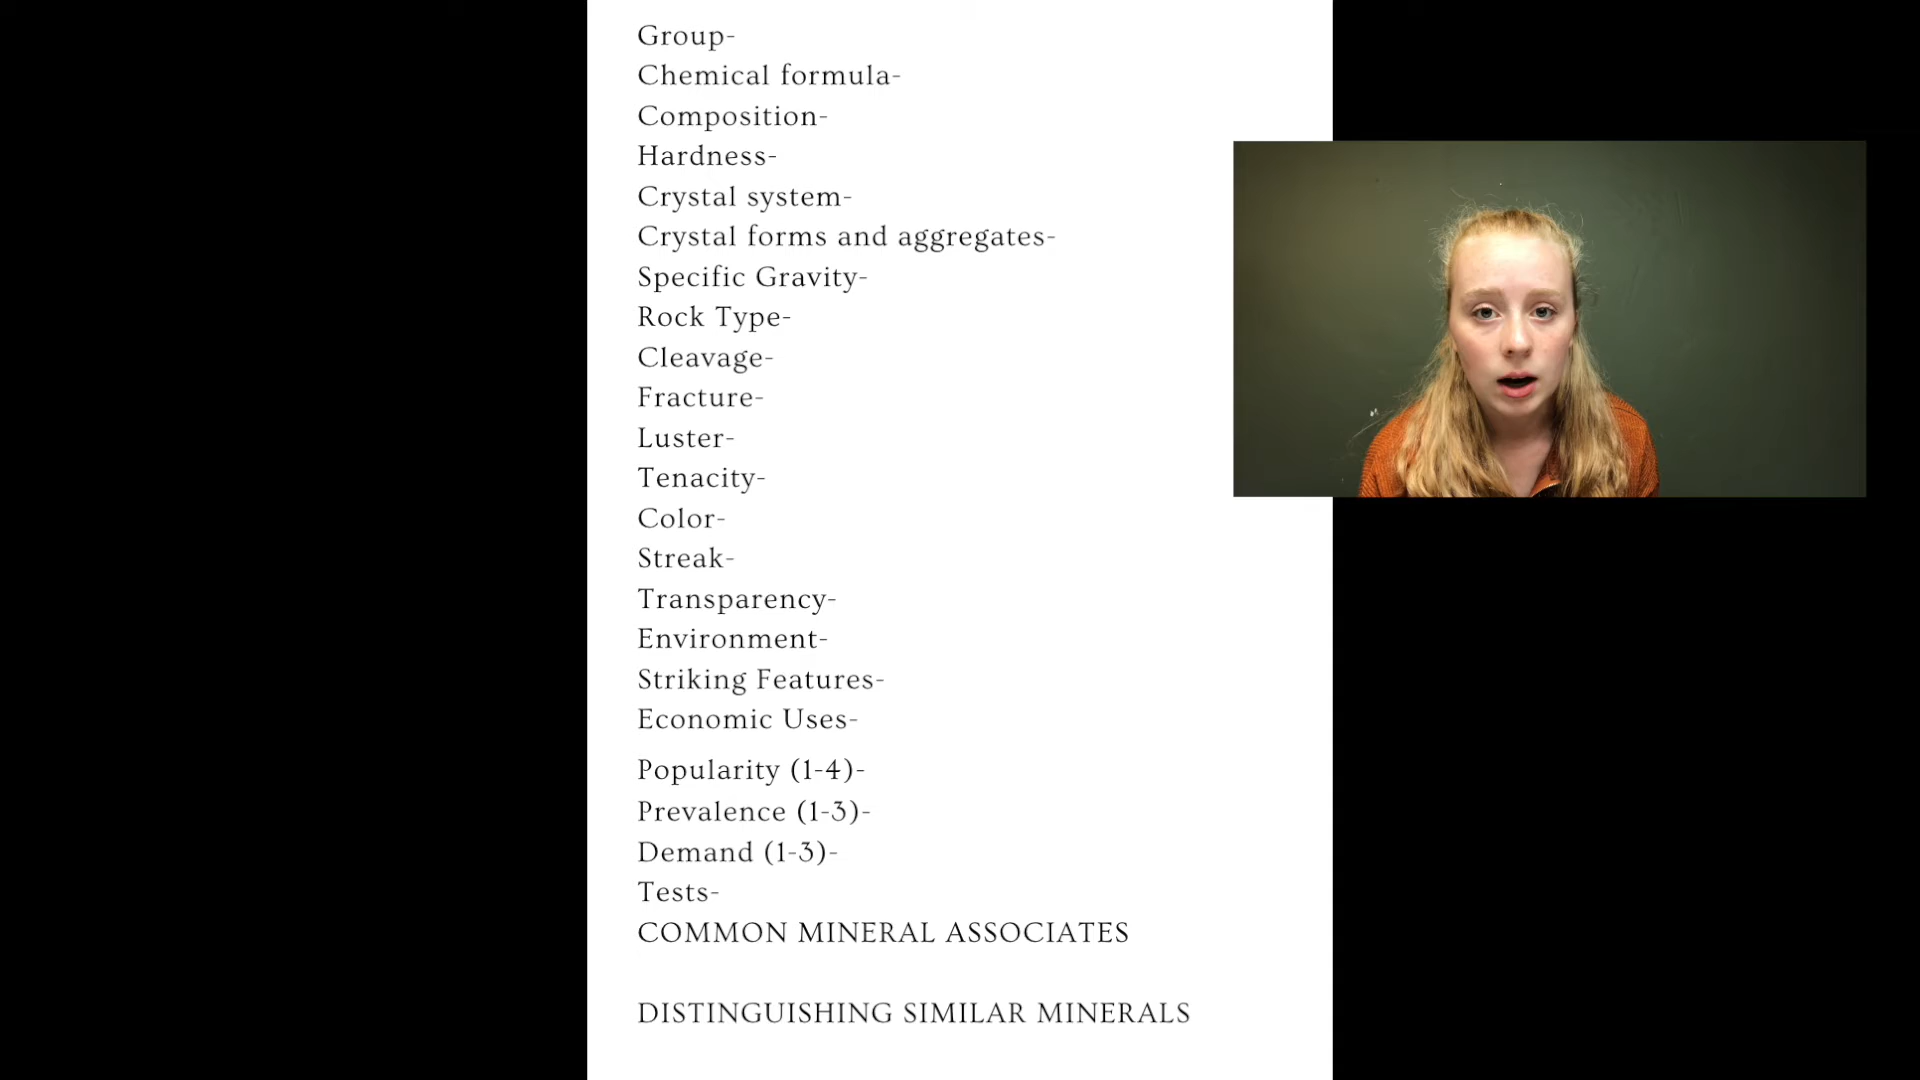 Group-
Chemical formula-
Composition-
Hardness-
Crystal system-
Crystal forms and aggregates-
Specific Gravity-
Rock Type-
Cleavage-
Fracture-
Luster-
Tenacity-
Color-
Streak-
Transparency-
Environment-
Striking Features-
Economic Uses-
Popularity (1-4)-
Prevalence (1-3)-
Demand (1-3)-
Tests-
COMMON MINERAL ASSOCIATES
DISTINGUISHING SIMILAR MINERALS